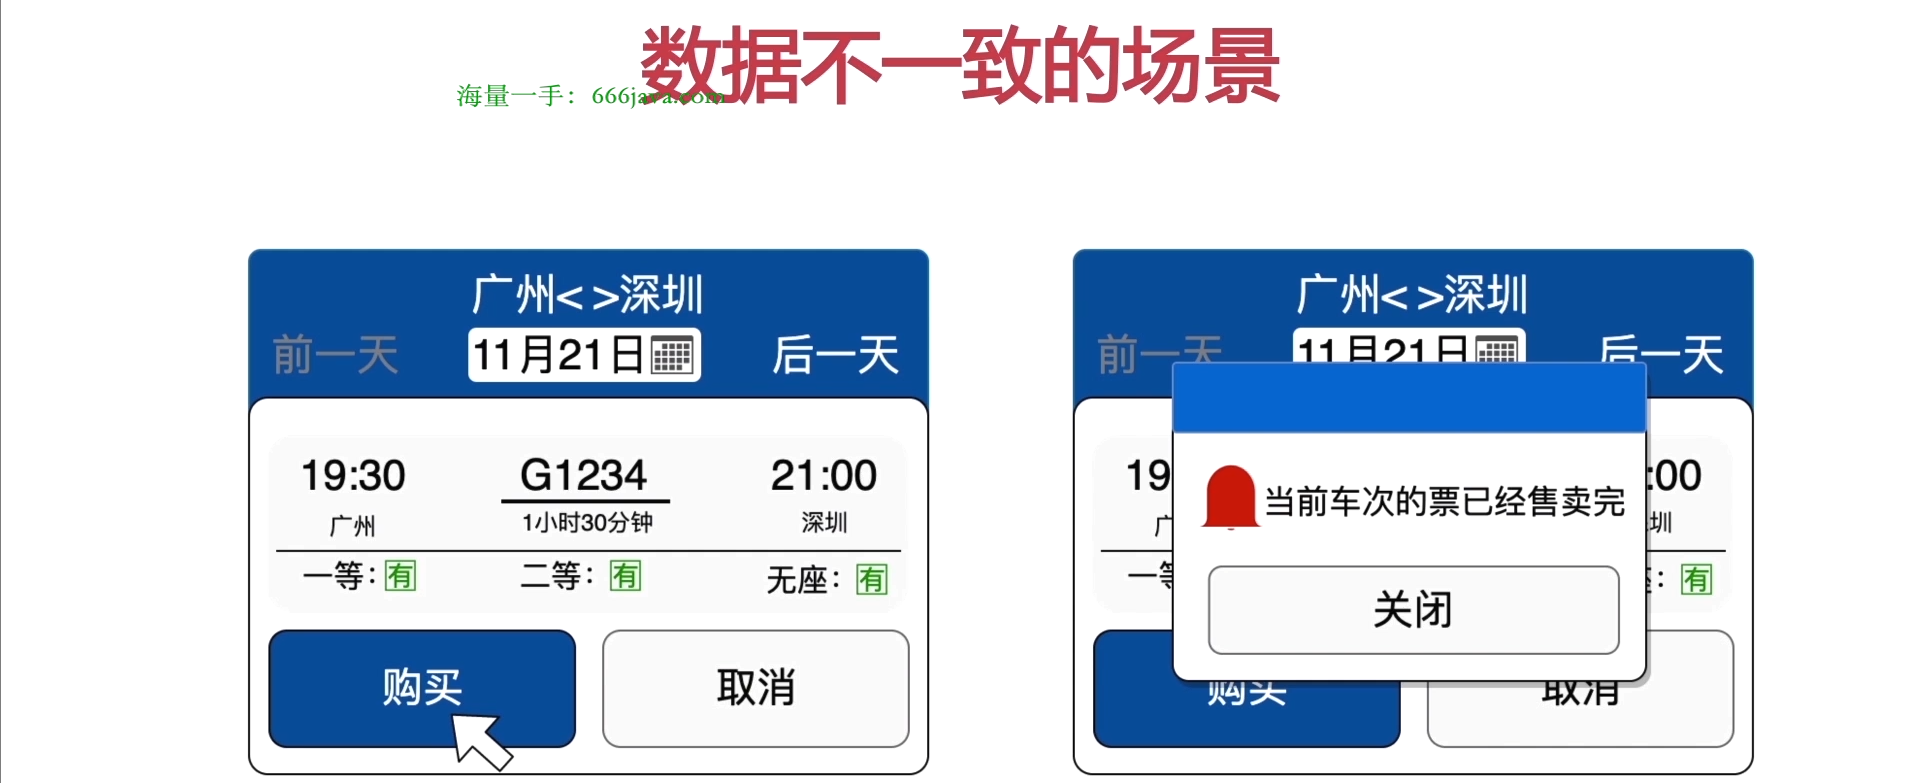 数据不一致的场景
海量一手：666java.com
广州< >深圳
前一天 11月21日 后一天
19:30 G1234 21:00
广州 1小时30分钟 深圳
一等：有 二等：有 无座：有
购买 取消
广州< >深圳
前一天 11月21日 后一天
19 :00
当前车次的票已经售卖完
圳
一 ：有
关闭
购买 取消